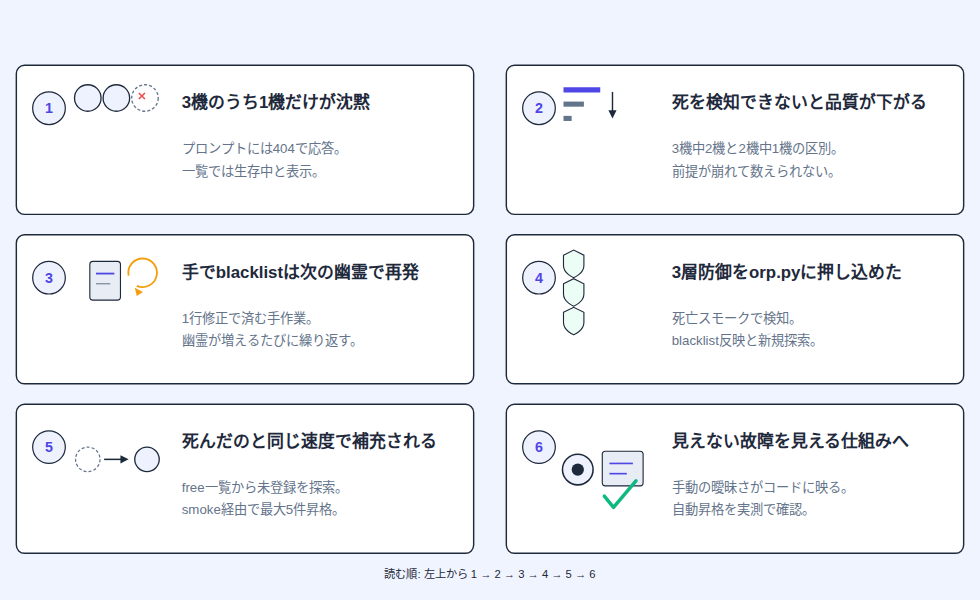 1
3機のうち1機だけが沈黙
プロンプトには404で応答。
一覧では生存中と表示。
2
死を検知できないと品質が下がる
3機中2機と2機中1機の区別。
前提が崩れて数えられない。
3
手でblacklistは次の幽霊で再発
1行修正で済む手作業。
幽霊が増えるたびに繰り返す。
4
3層防御をorp.pyに押し込めた
死亡スモークで検知。
blacklist反映と新規探索。
5
死んだのと同じ速度で補充される
free一覧から未登録を探索。
smoke経由で最大5件昇格。
6
見えない故障を見える仕組みへ
手動の曖昧さがコードに映る。
自動昇格を実測で確認。
読む順: 左上から 1 → 2 → 3 → 4 → 5 → 6